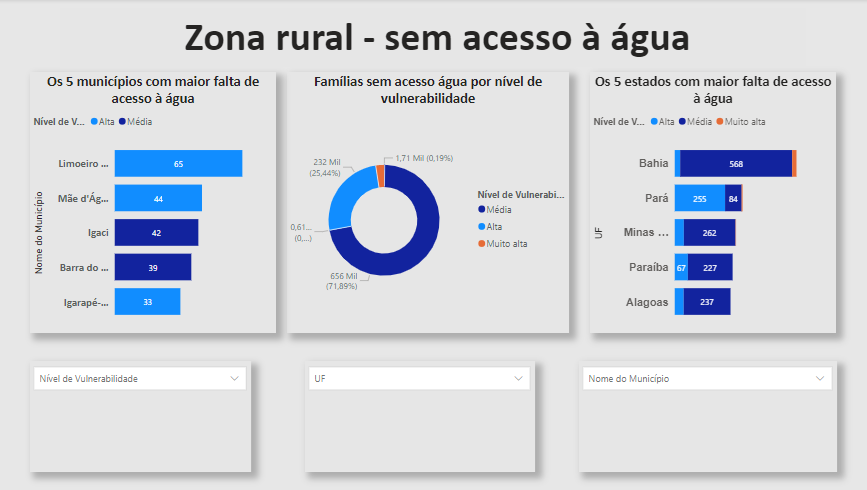 Zona rural - sem acesso à água
Os 5 municípios com maior falta de
acesso à água
Nível de V...
Alta
Média
Nome do Município
Limoeiro ...
65
Mãe d'Ág...
44
Igaci
42
Barra do ...
39
Igarapé-...
33
Famílias sem acesso água por nível de
vulnerabilidade
232 Mil
(25,44%)
1,71 Mil (0,19%)
0,61...
(0,...)
656 Mil
(71,89%)
Nível de Vulnerabi...
Média
Alta
Muito alta
Os 5 estados com maior falta de acesso
à água
Nível de V...
Alta
Média
Muito alta
UF
Bahia
568
Pará
255
84
Minas ...
262
Paraíba
67
227
Alagoas
237
Nível de Vulnerabilidade
UF
Nome do Município